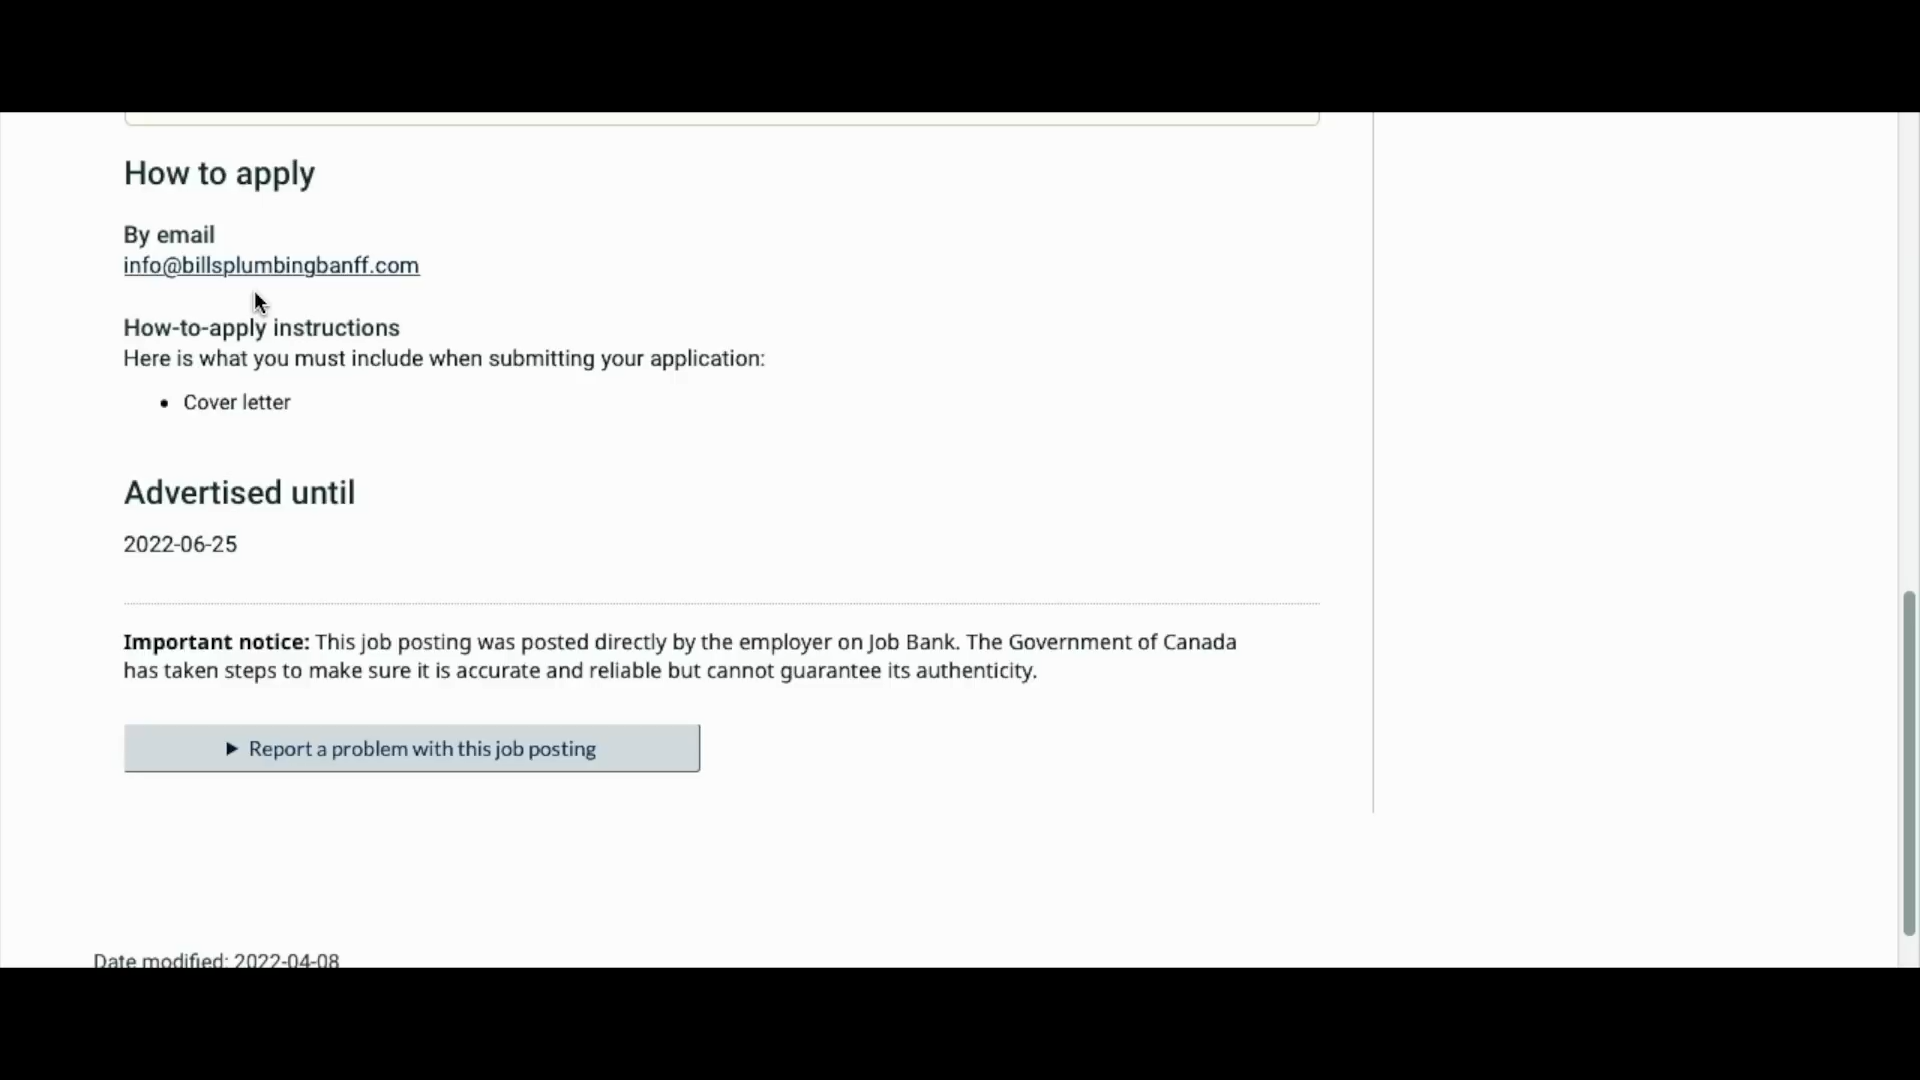 How to apply
By email
info@billsplumbingbanff.com
How-to-apply instructions
Here is what you must include when submitting your application:
• Cover letter
Advertised until
2022-06-25
Important notice: This job posting was posted directly by the employer on Job Bank. The Government of Canada
has taken steps to make sure it is accurate and reliable but cannot guarantee its authenticity.
Report a problem with this job posting
Date modified: 2022-04-08